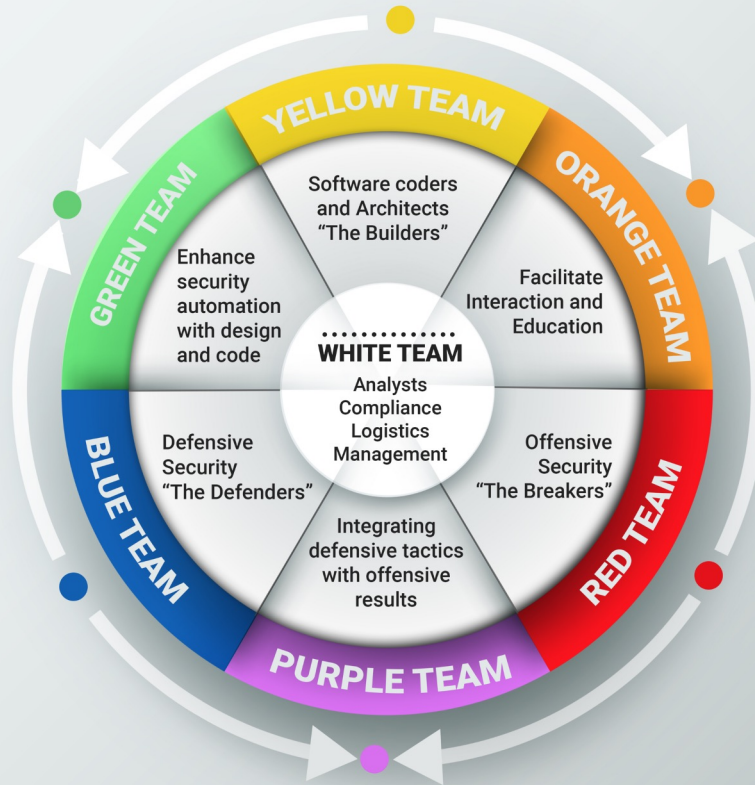 YELLOW TEAM
Software coders
and Architects
“The Builders”
ORANGE TEAM
Facilitate
Interaction and
Education
RED TEAM
Offensive
Security
“The Breakers”
PURPLE TEAM
Integrating
defensive tactics
with offensive
results
BLUE TEAM
Defensive
Security
“The Defenders”
GREEN TEAM
Enhance
security
automation
with design
and code
WHITE TEAM
Analysts
Compliance
Logistics
Management